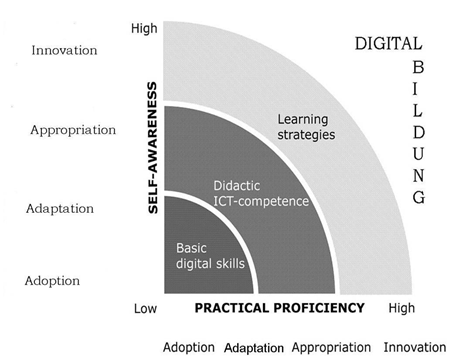 Innovation
Appropriation
Adaptation
Adoption
SELF-AWARENESS
High
Low
DIGITAL
BILDUNG
Learning
strategies
Didactic
ICT-competence
Basic
digital skills
PRACTICAL PROFICIENCY
High
Adoption Adaptation Appropriation Innovation